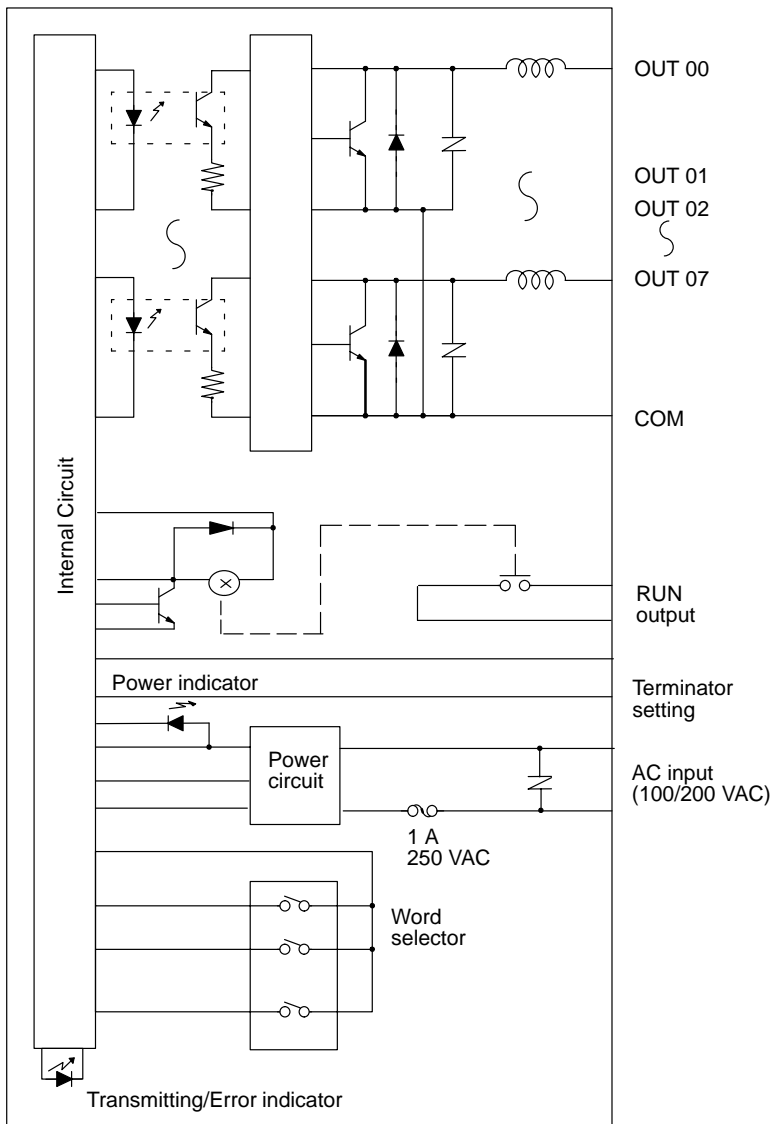 OUT 00
OUT 01
OUT 02
OUT 07
COM
Internal Circuit
X
RUN
output
Power indicator
Terminator
setting
Power
circuit
AC input
(100/200 VAC)
1 A
250 VAC
Word
selector
Transmitting/Error indicator